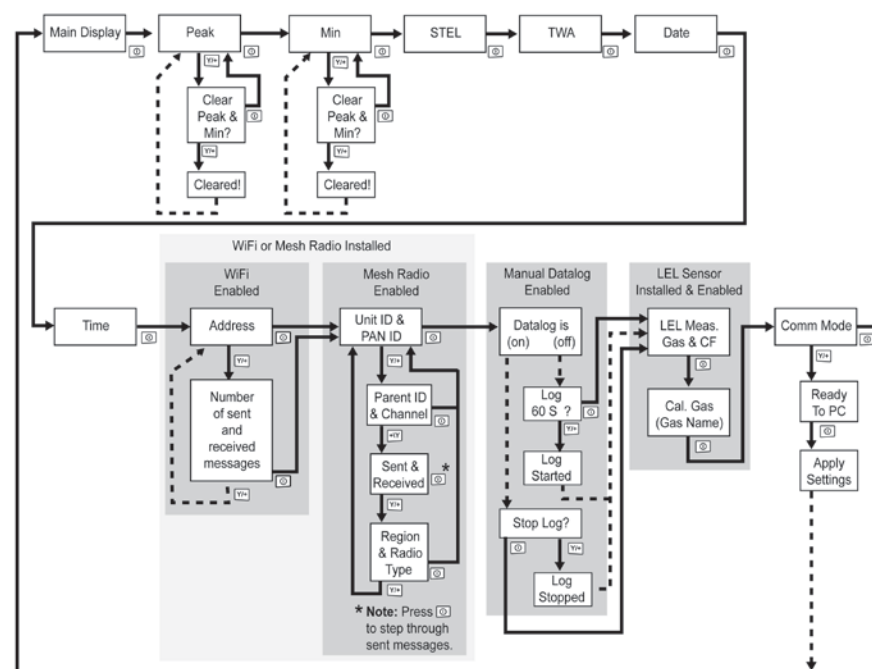 Main Display
Peak
Min
STEL
TWA
Date
Y/+
Y/+
Clear
Peak &
Min?
Clear
Peak &
Min?
Y/+
Y/+
Cleared!
Cleared!
WiFi or Mesh Radio Installed
WiFi
Enabled
Mesh Radio
Enabled
Manual Datalog
Enabled
LEL Sensor
Installed & Enabled
Time
Address
Unit ID &
PAN ID
Datalog is
(on) (off)
LEL Meas.
Gas & CF
Comm Mode
Y/+
Y/+
Y/+
Number
of sent
and
received
messages
Y/+
Parent ID
& Channel
+/Y
Sent &
Received
*
Y/+
Region
& Radio
Type
Y/+
* Note: Press
to step through
sent messages.
Log
60 S ?
Y/+
Log
Started
Stop Log?
Y/+
Log
Stopped
Cal. Gas
(Gas Name)
Ready
To PC
Apply
Settings